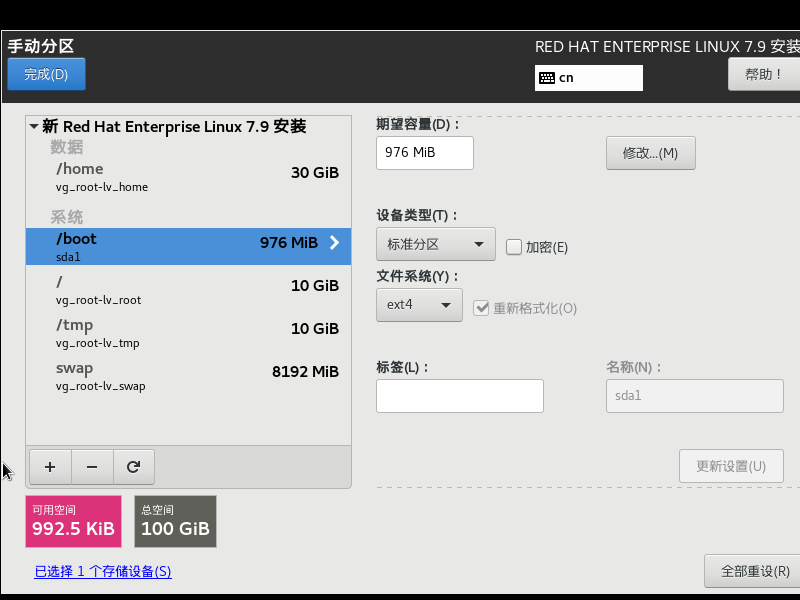 手动分区
RED HAT ENTERPRISE LINUX 7.9 安装
完成(D)
cn
帮助！
新 Red Hat Enterprise Linux 7.9 安装
数据
/home
30 GiB
vg_root-lv_home
系统
/boot
976 MiB
sda1
/
10 GiB
vg_root-lv_root
/tmp
10 GiB
vg_root-lv_tmp
swap
8192 MiB
vg_root-lv_swap
期望容量(D)：
976 MiB
修改...(M)
设备类型(T)：
标准分区
加密(E)
文件系统(Y)：
ext4
重新格式化(O)
标签(L)：
名称(N)：
sda1
更新设置(U)
可用空间
992.5 KiB
总空间
100 GiB
已选择 1 个存储设备(S)
全部重设(R)